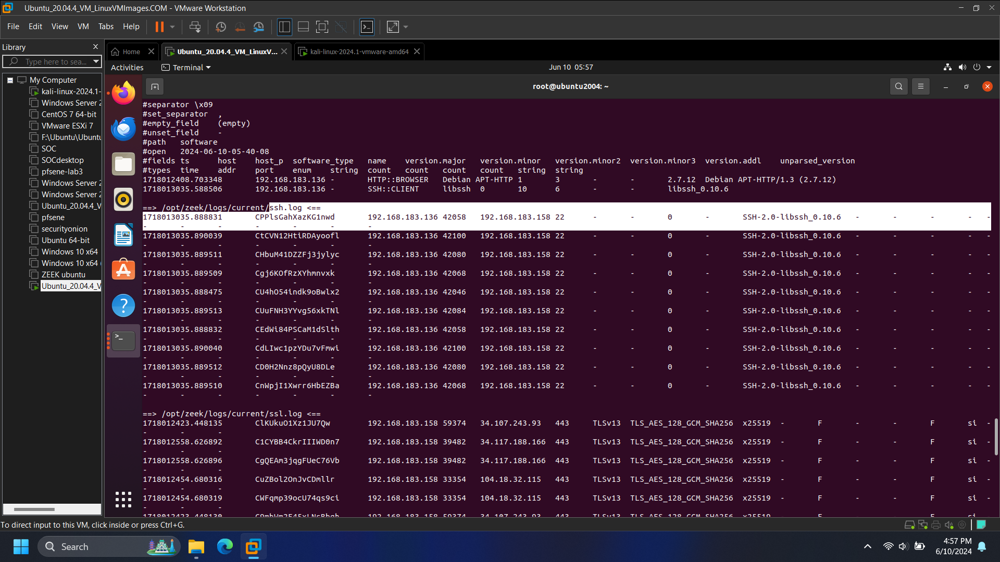 Ubuntu_20.04.4_VM_LinuxVMImages.COM - VMware Workstation
File Edit View VM Tabs Help
Library
Home Ubuntu_20.04.4_VM_LinuxV... kali-linux-2024.1-vmware-amd64
Type here to sea...
Activities Terminal Jun 10 05:57
My Computer
kali-linux-2024.1-
Windows Server 2
CentOS 7 64-bit
VMware ESXi 7
F:\Ubuntu\Ubuntu
SOC
SOCdesktop
pfsene-lab3
Windows Server 2
Windows Server 2
Ubuntu_20.04.4_V
pfsene
securityonion
Ubuntu 64-bit
Windows 10 x64
Windows 10 x64
ZEEK ubuntu
Ubuntu_20.04.4_V
root@ubuntu2004: ~
#separator \x09
#set_separator ,
#empty_field (empty)
#unset_field -
#path software
#open 2024-06-10-05-40-08
#fields ts host host_p software_type name version.major version.minor version.minor2 version.minor3 version.addl unparsed_version
#types time addr port enum string count count count count string string
1718012408.703348 192.168.183.136 - HTTP::BROWSER Debian APT-HTTP 1 3 - - 2.7.12 Debian APT-HTTP/1.3 (2.7.12)
1718013035.588506 192.168.183.136 - SSH::CLIENT libssh 0 10 6 - - libssh_0.10.6
==> /opt/zeek/logs/current/ssh.log <==
1718013035.888831 CPPlsGahXazKG1nwd 192.168.183.136 42058 192.168.183.158 22 - - 0 - SSH-2.0-libssh_0.10.6 - - - - -
- - - - - - -
1718013035.890039 CtCVN12HtiRDAyoofl 192.168.183.136 42100 192.168.183.158 22 - - 0 - SSH-2.0-libssh_0.10.6 - - - - -
- - - - - - -
1718013035.889511 CHbuM41DZZFj3jylyc 192.168.183.136 42080 192.168.183.158 22 - - 0 - SSH-2.0-libssh_0.10.6 - - - - -
- - - - - - -
1718013035.889509 Cgj6KOfRzXYhmnvxk 192.168.183.136 42068 192.168.183.158 22 - - 0 - SSH-2.0-libssh_0.10.6 - - - - -
- - - - - - -
1718013035.888475 CU4hO54indk9oBwlx2 192.168.183.136 42046 192.168.183.158 22 - - 0 - SSH-2.0-libssh_0.10.6 - - - - -
- - - - - - -
1718013035.889513 CUuFNH3YYvg56xkTNl 192.168.183.136 42084 192.168.183.158 22 - - 0 - SSH-2.0-libssh_0.10.6 - - - - -
- - - - - - -
1718013035.888832 CEdWi84PSCaM1dSlth 192.168.183.136 42058 192.168.183.158 22 - - 0 - SSH-2.0-libssh_0.10.6 - - - - -
- - - - - - -
1718013035.890040 CdLIwc1pzYDu7vFmwi 192.168.183.136 42100 192.168.183.158 22 - - 0 - SSH-2.0-libssh_0.10.6 - - - - -
- - - - - - -
1718013035.889512 CD0H2Nnz8pQyU8DLe 192.168.183.136 42080 192.168.183.158 22 - - 0 - SSH-2.0-libssh_0.10.6 - - - - -
- - - - - - -
1718013035.889510 CnWpjI1Xwrr6HbEZBa 192.168.183.136 42068 192.168.183.158 22 - - 0 - SSH-2.0-libssh_0.10.6 - - - - -
- - - - - - -
==> /opt/zeek/logs/current/ssl.log <==
1718012423.448135 ClKUkuO1Xz1JU7Qw 192.168.183.158 59374 34.107.243.93 443 TLSv13 TLS_AES_128_GCM_SHA256 x25519 - F - - F si -
- - -
1718012558.626892 C1CYBB4CkrIIIWD0n7 192.168.183.158 39482 34.117.188.166 443 TLSv13 TLS_AES_128_GCM_SHA256 x25519 - F - - F si -
- - -
1718012558.626896 CgQEAm3jqgFUeC76Vb 192.168.183.158 39482 34.117.188.166 443 TLSv13 TLS_AES_128_GCM_SHA256 x25519 - F - - F si -
- - -
1718012454.680316 CuZBol2OnJvCDmllr 192.168.183.158 33354 104.18.32.115 443 TLSv13 TLS_AES_128_GCM_SHA256 x25519 - F - - F si -
- - -
1718012454.680319 CWFqmp39ocU74qs9ci 192.168.183.158 33354 104.18.32.115 443 TLSv13 TLS_AES_128_GCM_SHA256 x25519 - F - - F si -
- - -
1718012423.448130 192.168.183.158 59374 34.107.243.93 443 TLSv13 TLS_AES_128_GCM_SHA256 x25519 - F - - F si -
To direct input to this VM, click inside or press Ctrl+G.
Search
4:57 PM
6/10/2024